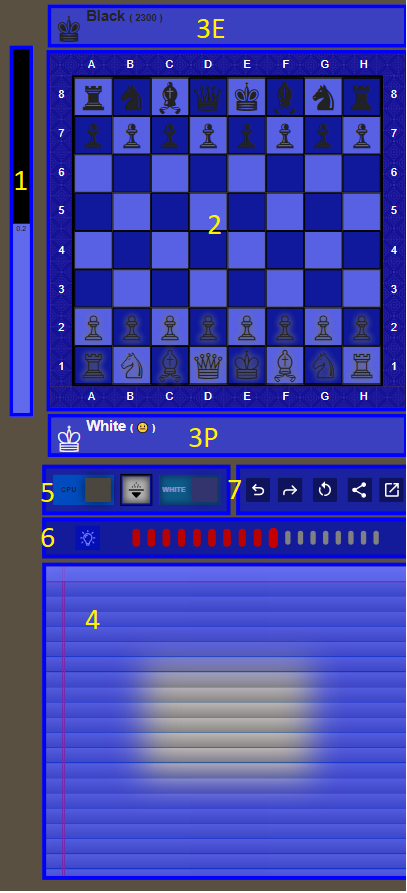 Black ( 2300 )
3E
A B C D E F G H
8 8
7 7
6 6
1
5 5
0.2
2
4 4
3 3
2 2
1 1
A B C D E F G H
White ( )
3P
5 CPU WHITE 7
6
4